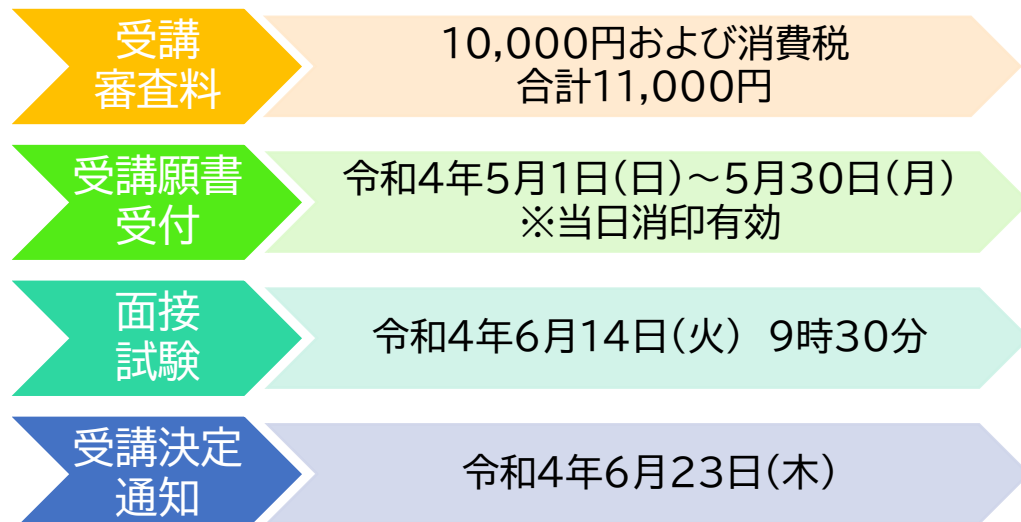 受講
審査料
10,000円および消費税
合計11,000円
受講願書
受付
令和4年5月1日(日)～5月30日(月)
※当日消印有効
面接
試験
令和4年6月14日(火) 9時30分
受講決定
通知
令和4年6月23日(木)